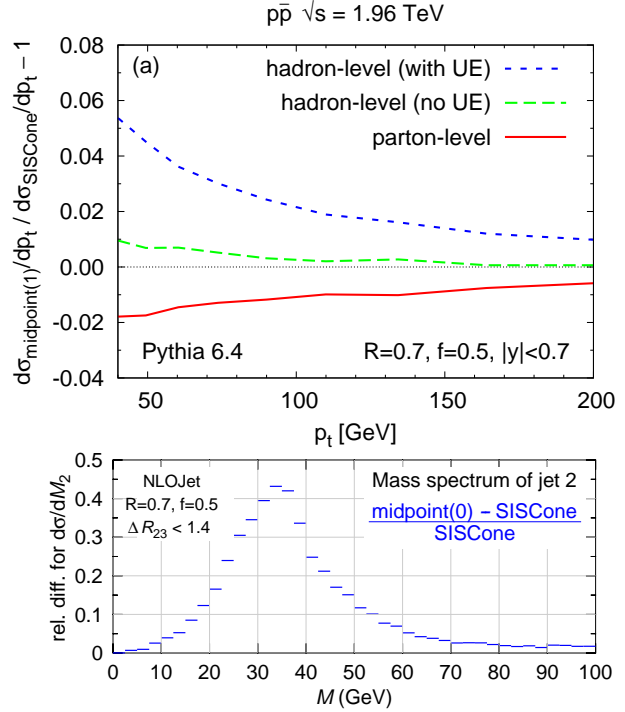 pp̄ √s = 1.96 TeV
dσmidpoint(1)/dpt / dσSISCone/dpt − 1
(a)
hadron-level (with UE)
hadron-level (no UE)
parton-level
0.08
0.06
0.04
0.02
0.00
-0.02
-0.04
Pythia 6.4
R=0.7, f=0.5, |y|<0.7
50
100
150
200
pt [GeV]
rel. diff. for dσ/dM2
0.5
0.4
0.3
0.2
0.1
0
NLOJet
R=0.7, f=0.5
Δ R23 < 1.4
Mass spectrum of jet 2
midpoint(0) − SISCone
SISCone
0 10 20 30 40 50 60 70 80 90 100
M (GeV)